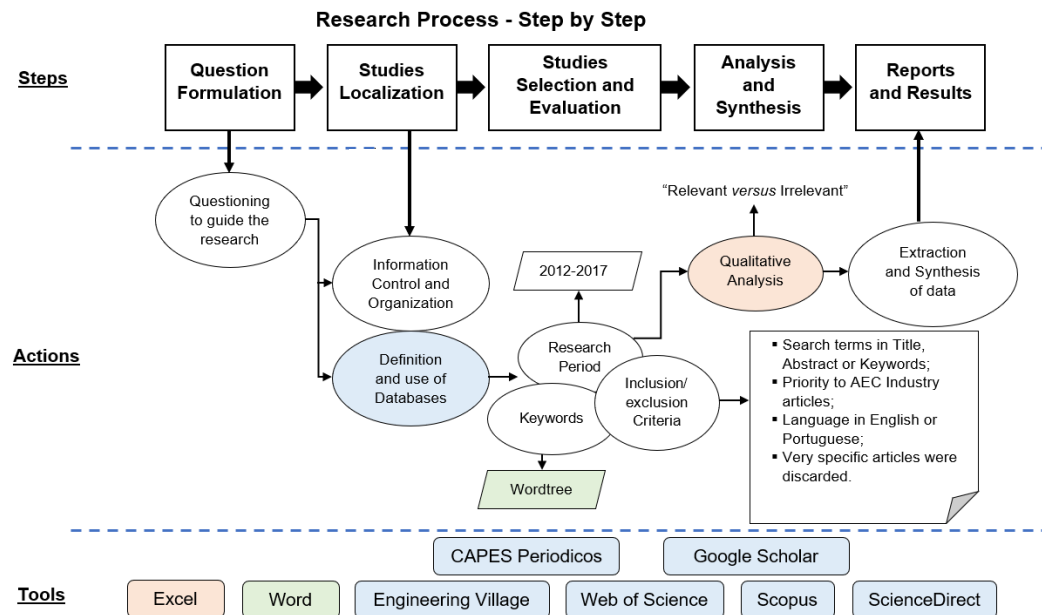 Research Process - Step by Step
Steps
Question
Formulation
Studies
Localization
Studies
Selection and
Evaluation
Analysis
and
Synthesis
Reports
and Results
Actions
Questioning
to guide the
research
Information
Control and
Organization
Definition
and use of
Databases
2012-2017
Research
Period
Keywords
Inclusion/
exclusion
Criteria
Wordtree
“Relevant versus Irrelevant”
Qualitative
Analysis
Extraction
and Synthesis
of data
▪ Search terms in Title,
Abstract or Keywords;
▪ Priority to AEC Industry
articles;
▪ Language in English or
Portuguese;
▪ Very specific articles were
discarded.
Tools
CAPES Periodicos
Google Scholar
Excel
Word
Engineering Village
Web of Science
Scopus
ScienceDirect